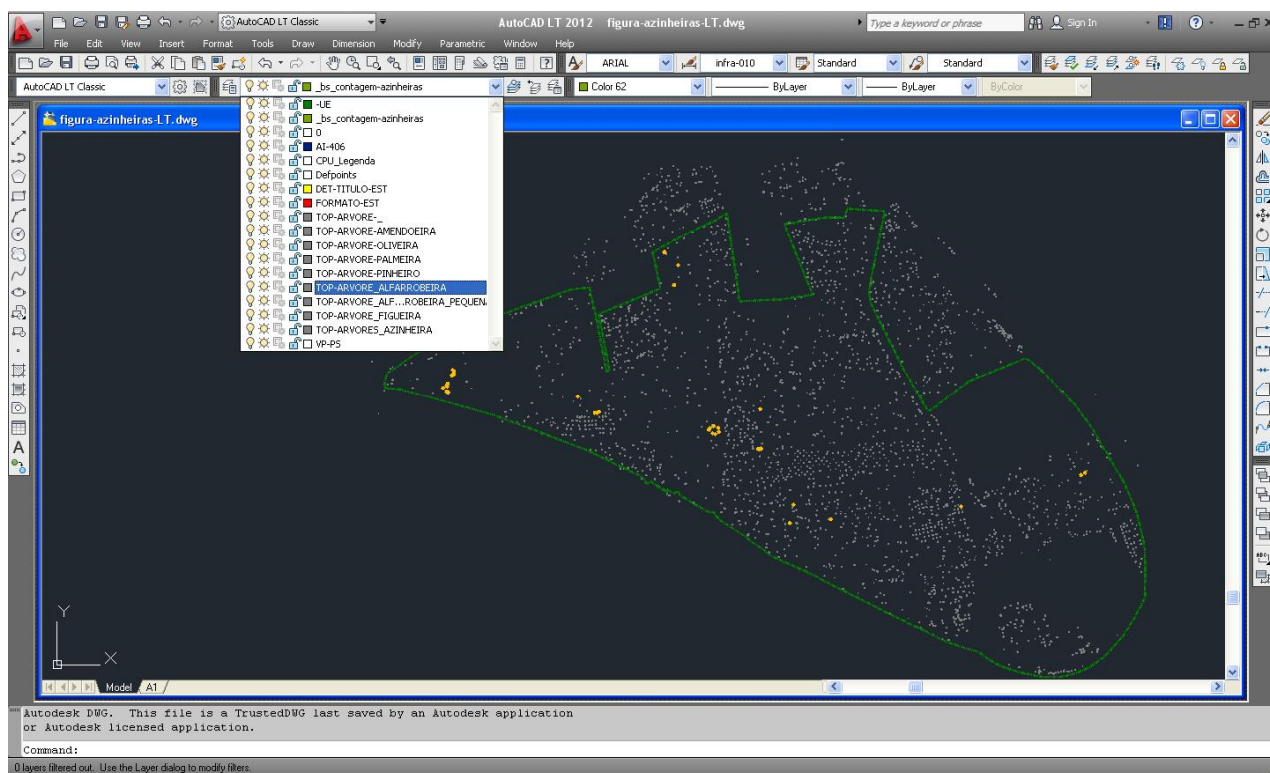 AutoCAD LT Classic
AutoCAD LT 2012 figura-azinheiras-LT.dwg
Type a keyword or phrase
Sign In
File Edit View Insert Format Tools Draw Dimension Modify Parametric Window Help
ARIAL
infra-010
Standard
Standard
AutoCAD LT Classic
_bs_contagem-azinheiras
Color 62
ByLayer
ByLayer
ByColor
figura-azinheiras-LT.dwg
-UE
_bs_contagem-azinheiras
0
AI-406
CPU_Legenda
Defpoints
DET-TITULO-EST
FORMATO-EST
TOP-ARVORE-_
TOP-ARVORE-AMENDOEIRA
TOP-ARVORE-OLIVEIRA
TOP-ARVORE-PALMEIRA
TOP-ARVORE-PINHEIRO
TOP-ARVORE_ALFARROBEIRA
TOP-ARVORE_ALF...ROBEIRA_PEQUEN
TOP-ARVORE_FIGUEIRA
TOP-ARVORES_AZINHEIRA
VP-PS
A
Y
X
Model A1
Autodesk DWG. This file is a TrustedDWG last saved by an Autodesk application
or Autodesk licensed application.
Command:
0 layers filtered out. Use the Layer dialog to modify filters.